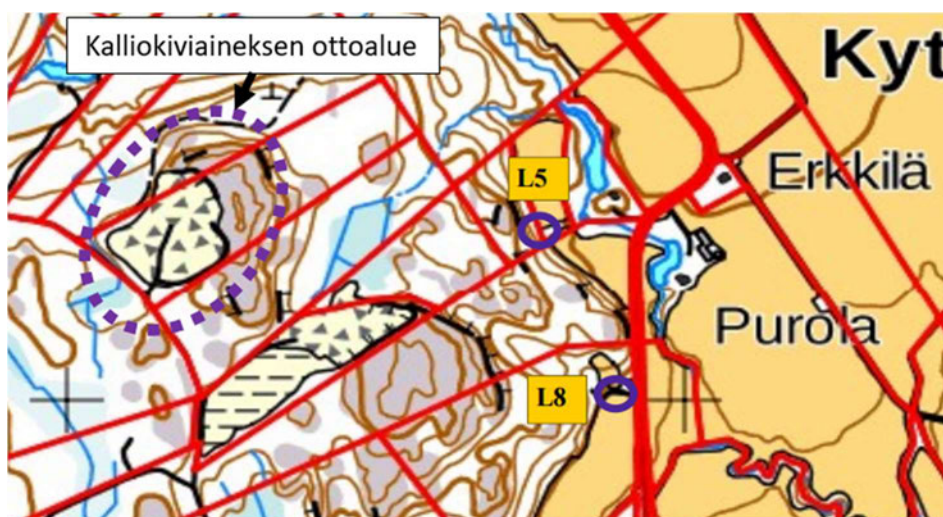 Kalliokiviaineksen ottoalue
Kyt
Erkkilä
L5
Purola
L8